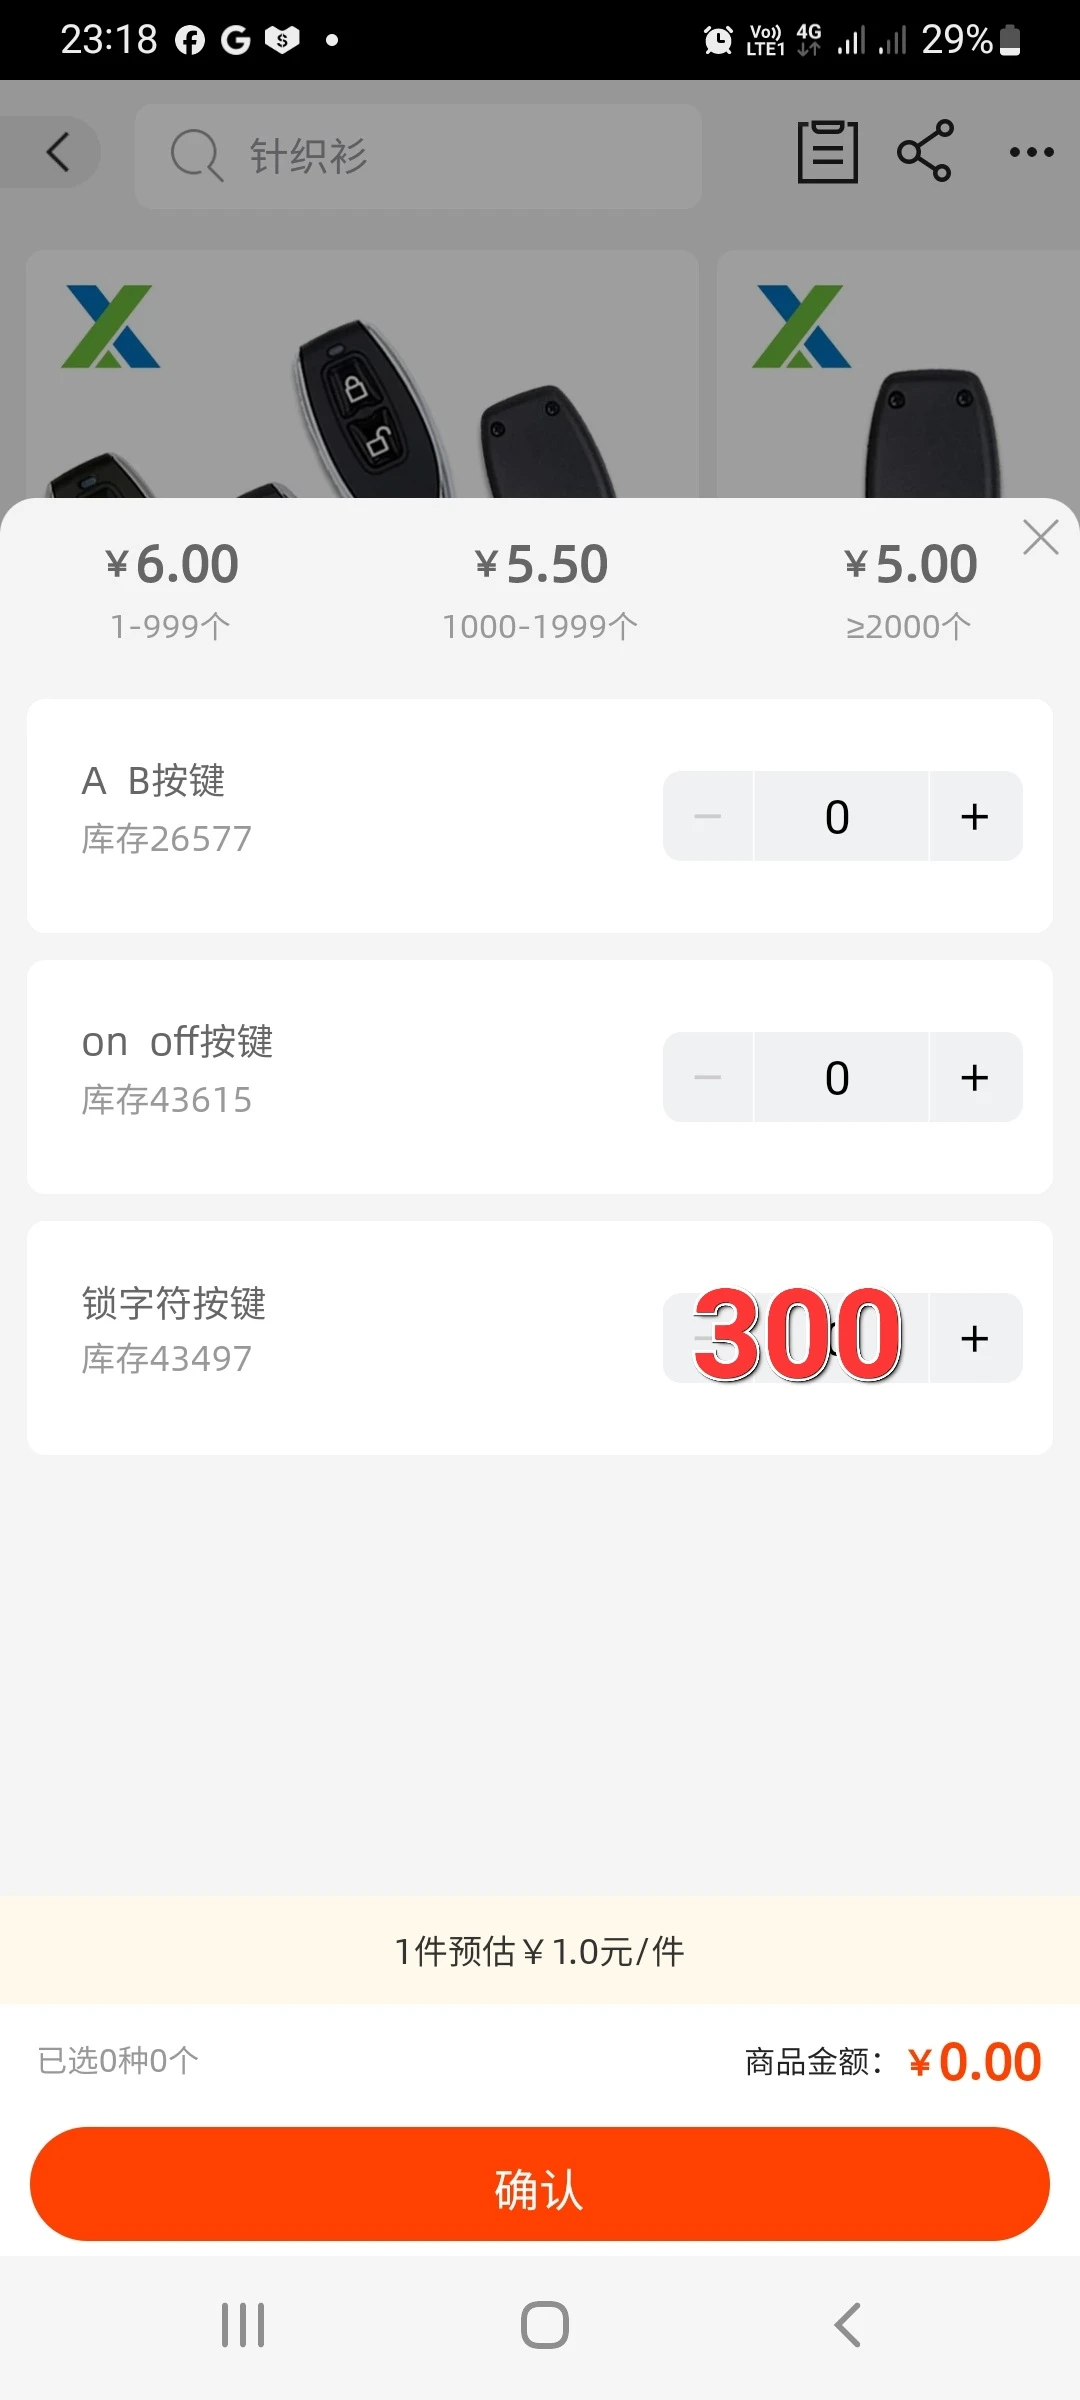 23:18
Vo)) LTE1 4G 29%
针织衫
¥6.00 ¥5.50 ¥5.00
1-999个 1000-1999个 ≥2000个
A B按键
库存26577
0
on off按键
库存43615
0
锁字符按键
库存43497
300
1件预估¥1.0元/件
已选0种0个
商品金额：¥0.00
确认